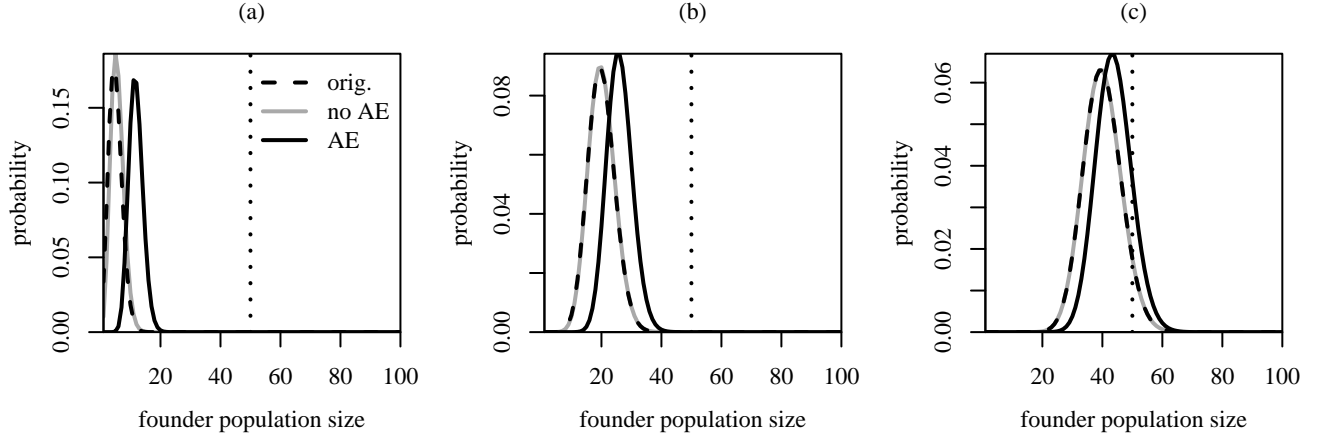 (a)
probability
0.00 0.05 0.10 0.15
orig.
no AE
AE
20 40 60 80 100
founder population size
(b)
probability
0.00 0.04 0.08
20 40 60 80 100
founder population size
(c)
probability
0.00 0.02 0.04 0.06
20 40 60 80 100
founder population size